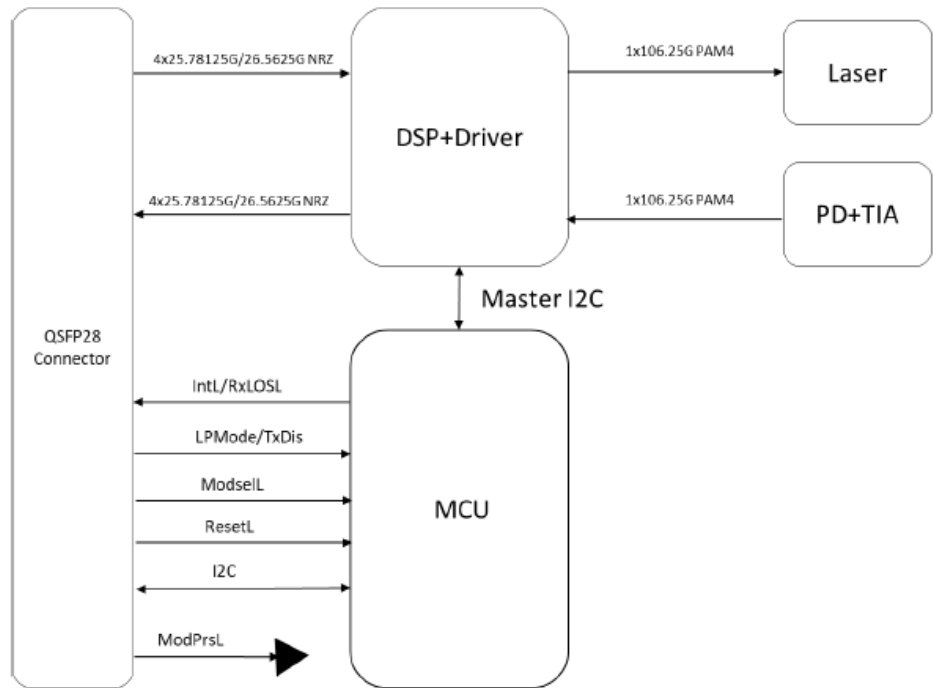 4x25.78125G/26.5625G NRZ
1x106.25G PAM4
Laser
DSP+Driver
4x25.78125G/26.5625G NRZ
1x106.25G PAM4
PD+TIA
Master I2C
QSFP28
Connector
IntL/RxLOSL
LPMode/TxDis
ModselL
MCU
ResetL
I2C
ModPrsL